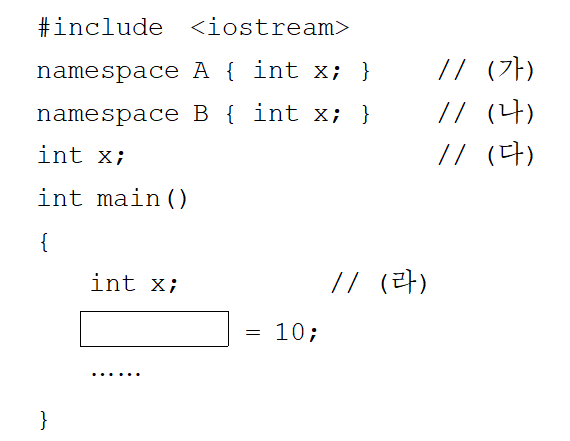 #include <iostream>
namespace A { int x; } // (가)
namespace B { int x; } // (나)
int x; // (다)
int main()
{
int x; // (라)
= 10;
……
}